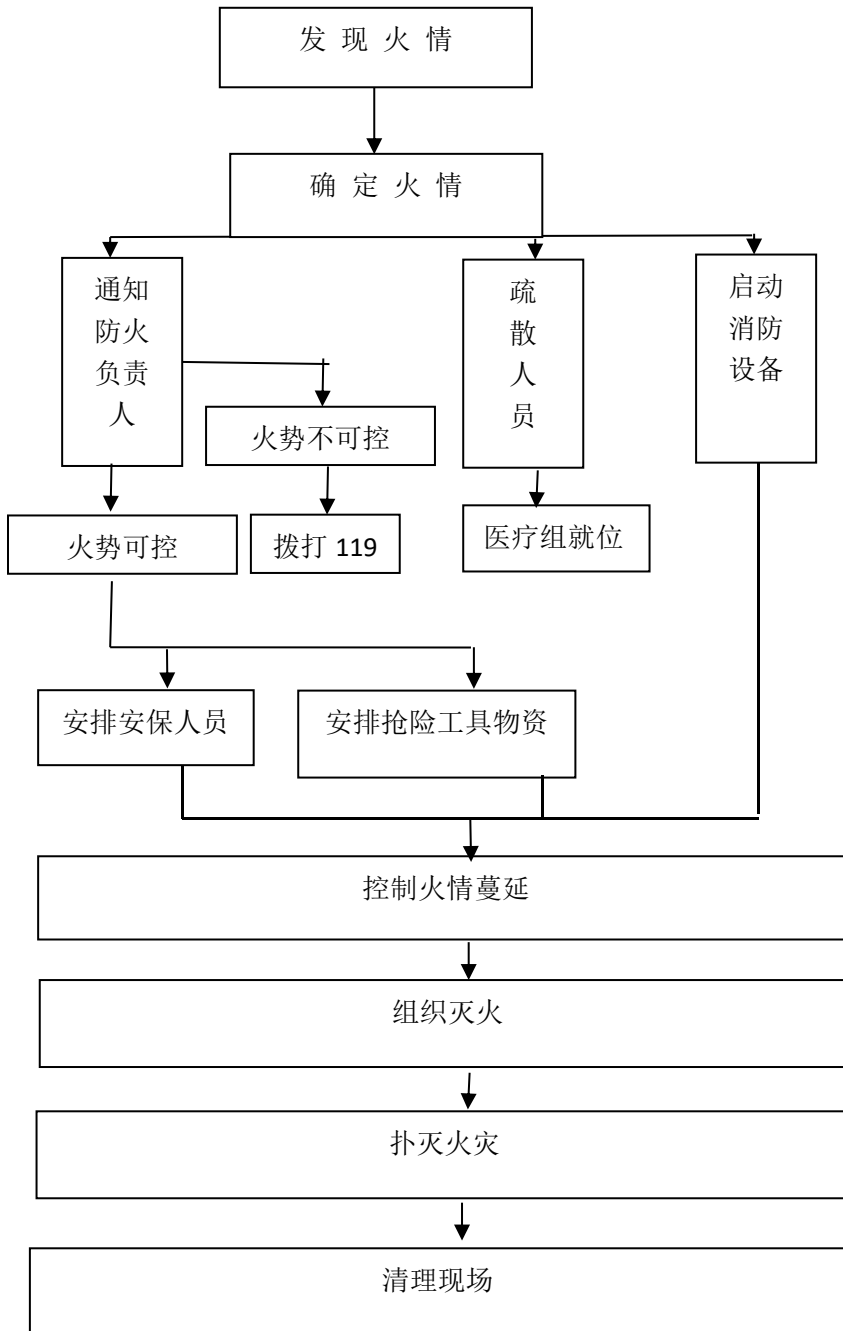 发 现 火 情
确 定 火 情
通知
防火
负责
人
疏
散
人
员
启动
消防
设备
火势不可控
火势可控
拨打 119
医疗组就位
安排安保人员
安排抢险工具物资
控制火情蔓延
组织灭火
扑灭火灾
清理现场